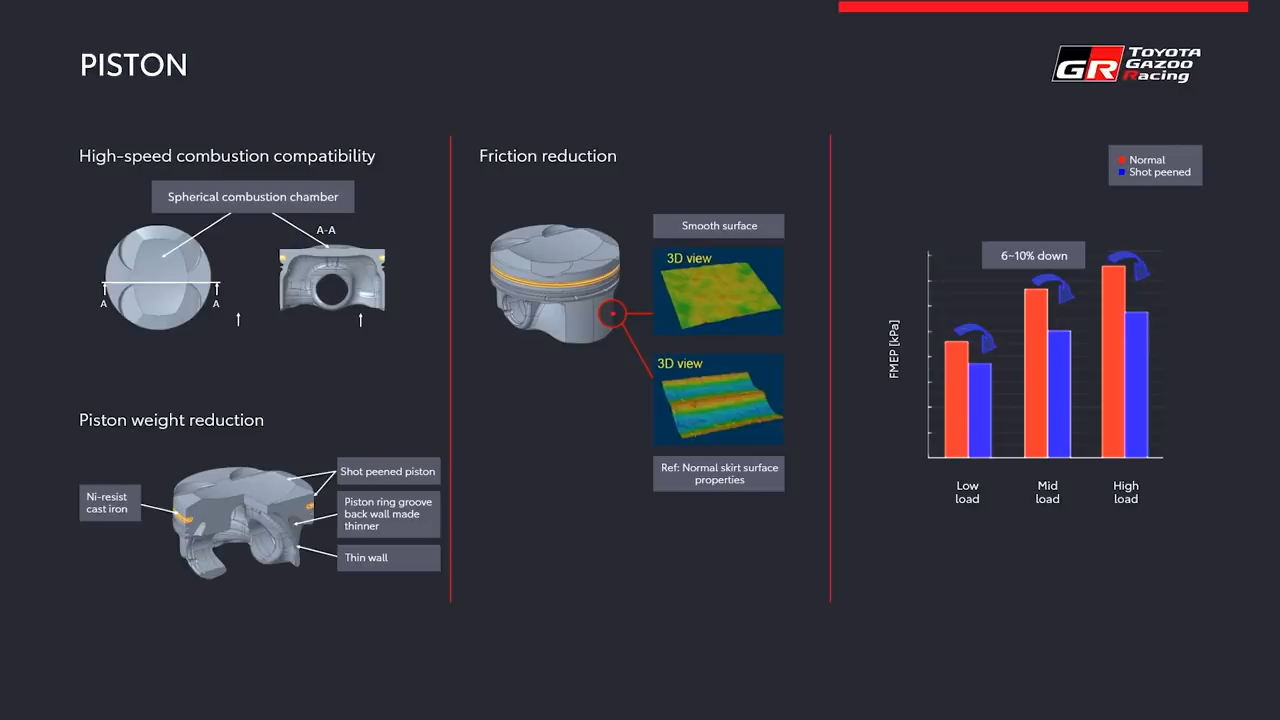 PISTON
GR TOYOTA
GAZOO
Racing
High-speed combustion compatibility
Spherical combustion chamber
A-A
A
A
Piston weight reduction
Ni-resist
cast iron
Shot peened piston
Piston ring groove
back wall made
thinner
Thin wall
Friction reduction
Smooth surface
3D view
3D view
Ref: Normal skirt surface
properties
Normal
Shot peened
6~10% down
FMEP [kPa]
Low
load
Mid
load
High
load